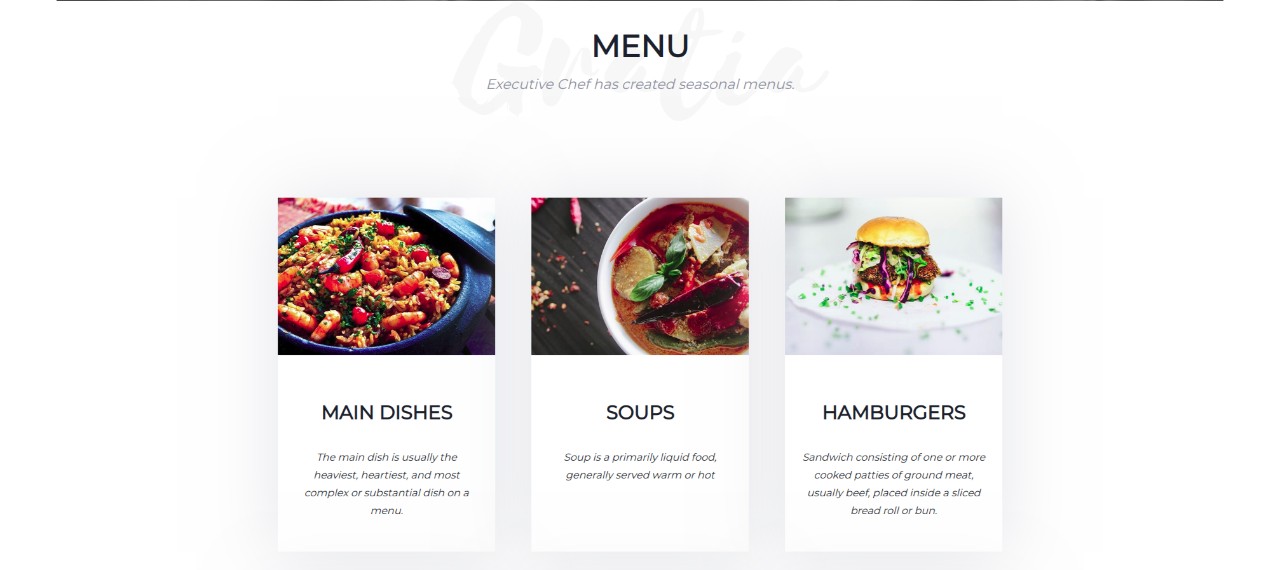 Gratia
MENU
Executive Chef has created seasonal menus.
MAIN DISHES
The main dish is usually the
heaviest, heartiest, and most
complex or substantial dish on a
menu.
SOUPS
Soup is a primarily liquid food,
generally served warm or hot
HAMBURGERS
Sandwich consisting of one or more
cooked patties of ground meat,
usually beef, placed inside a sliced
bread roll or bun.